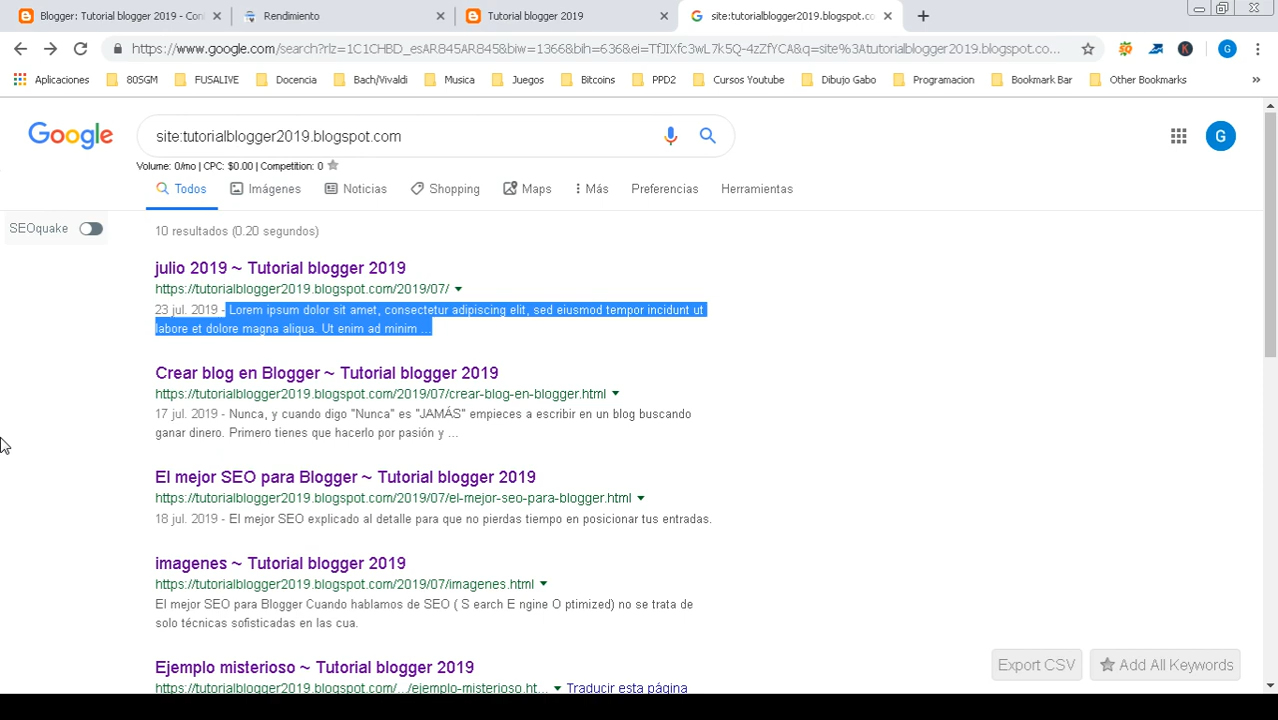 Blogger: Tutorial blogger 2019 - Con
Rendimiento
Tutorial blogger 2019
site:tutorialblogger2019.blogspot.co
https://www.google.com/search?rlz=1C1CHBD_esAR845AR845&biw=1366&bih=636&ei=TfJIXfc3wL7k5Q-4zZfYCA&q=site%3Atutorialblogger2019.blogspot.co...
G
Aplicaciones
805GM
FUSALIVE
Docencia
Bach/Vivaldi
Musica
Juegos
Bitcoins
PPD2
Cursos Youtube
Dibujo Gabo
Programacion
Bookmark Bar
Other Bookmarks
»
Google
site:tutorialblogger2019.blogspot.com
G
Volume: 0/mo | CPC: $0.00 | Competition: 0
Todos
Imágenes
Noticias
Shopping
Maps
Más
Preferencias
Herramientas
SEOquake
10 resultados (0.20 segundos)
julio 2019 ~ Tutorial blogger 2019
https://tutorialblogger2019.blogspot.com/2019/07/
23 jul. 2019 - Lorem ipsum dolor sit amet, consectetur adipiscing elit, sed eiusmod tempor incidunt ut
labore et dolore magna aliqua. Ut enim ad minim ...
Crear blog en Blogger ~ Tutorial blogger 2019
https://tutorialblogger2019.blogspot.com/2019/07/crear-blog-en-blogger.html
17 jul. 2019 - Nunca, y cuando digo "Nunca" es "JAMÁS" empieces a escribir en un blog buscando
ganar dinero. Primero tienes que hacerlo por pasión y ...
El mejor SEO para Blogger ~ Tutorial blogger 2019
https://tutorialblogger2019.blogspot.com/2019/07/el-mejor-seo-para-blogger.html
18 jul. 2019 - El mejor SEO explicado al detalle para que no pierdas tiempo en posicionar tus entradas.
imagenes ~ Tutorial blogger 2019
https://tutorialblogger2019.blogspot.com/2019/07/imagenes.html
El mejor SEO para Blogger Cuando hablamos de SEO ( S earch E ngine O ptimized) no se trata de
solo técnicas sofisticadas en las cua.
Export CSV
Add All Keywords
Ejemplo misterioso ~ Tutorial blogger 2019
https://tutorialblogger2019.blogspot.com/.../ejemplo-misterioso.ht...
Traducir esta página